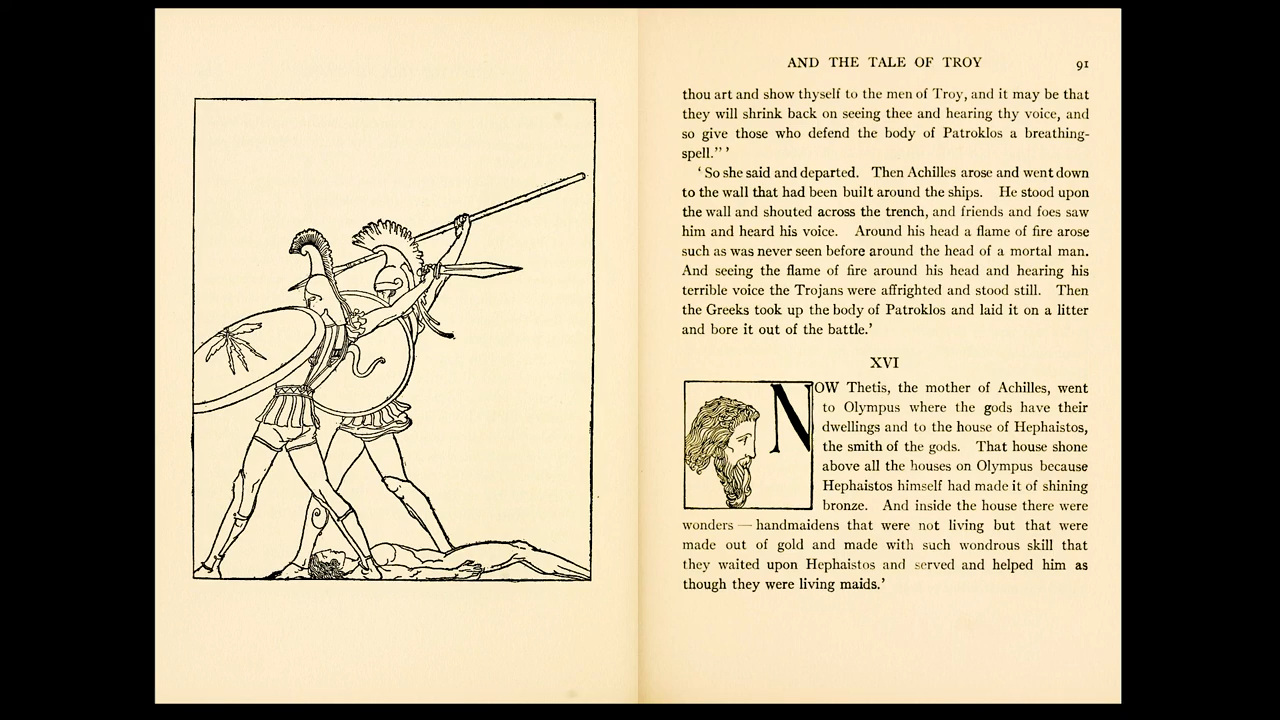 AND THE TALE OF TROY 91
thou art and show thyself to the men of Troy, and it may be that
they will shrink back on seeing thee and hearing thy voice, and
so give those who defend the body of Patroklos a breathing-
spell.” ’
‘ So she said and departed. Then Achilles arose and went down
to the wall that had been built around the ships. He stood upon
the wall and shouted across the trench, and friends and foes saw
him and heard his voice. Around his head a flame of fire arose
such as was never seen before around the head of a mortal man.
And seeing the flame of fire around his head and hearing his
terrible voice the Trojans were affrighted and stood still. Then
the Greeks took up the body of Patroklos and laid it on a litter
and bore it out of the battle.’
XVI
NOW Thetis, the mother of Achilles, went
to Olympus where the gods have their
dwellings and to the house of Hephaistos,
the smith of the gods. That house shone
above all the houses on Olympus because
Hephaistos himself had made it of shining
bronze. And inside the house there were
wonders — handmaidens that were not living but that were
made out of gold and made with such wondrous skill that
they waited upon Hephaistos and served and helped him as
though they were living maids.’